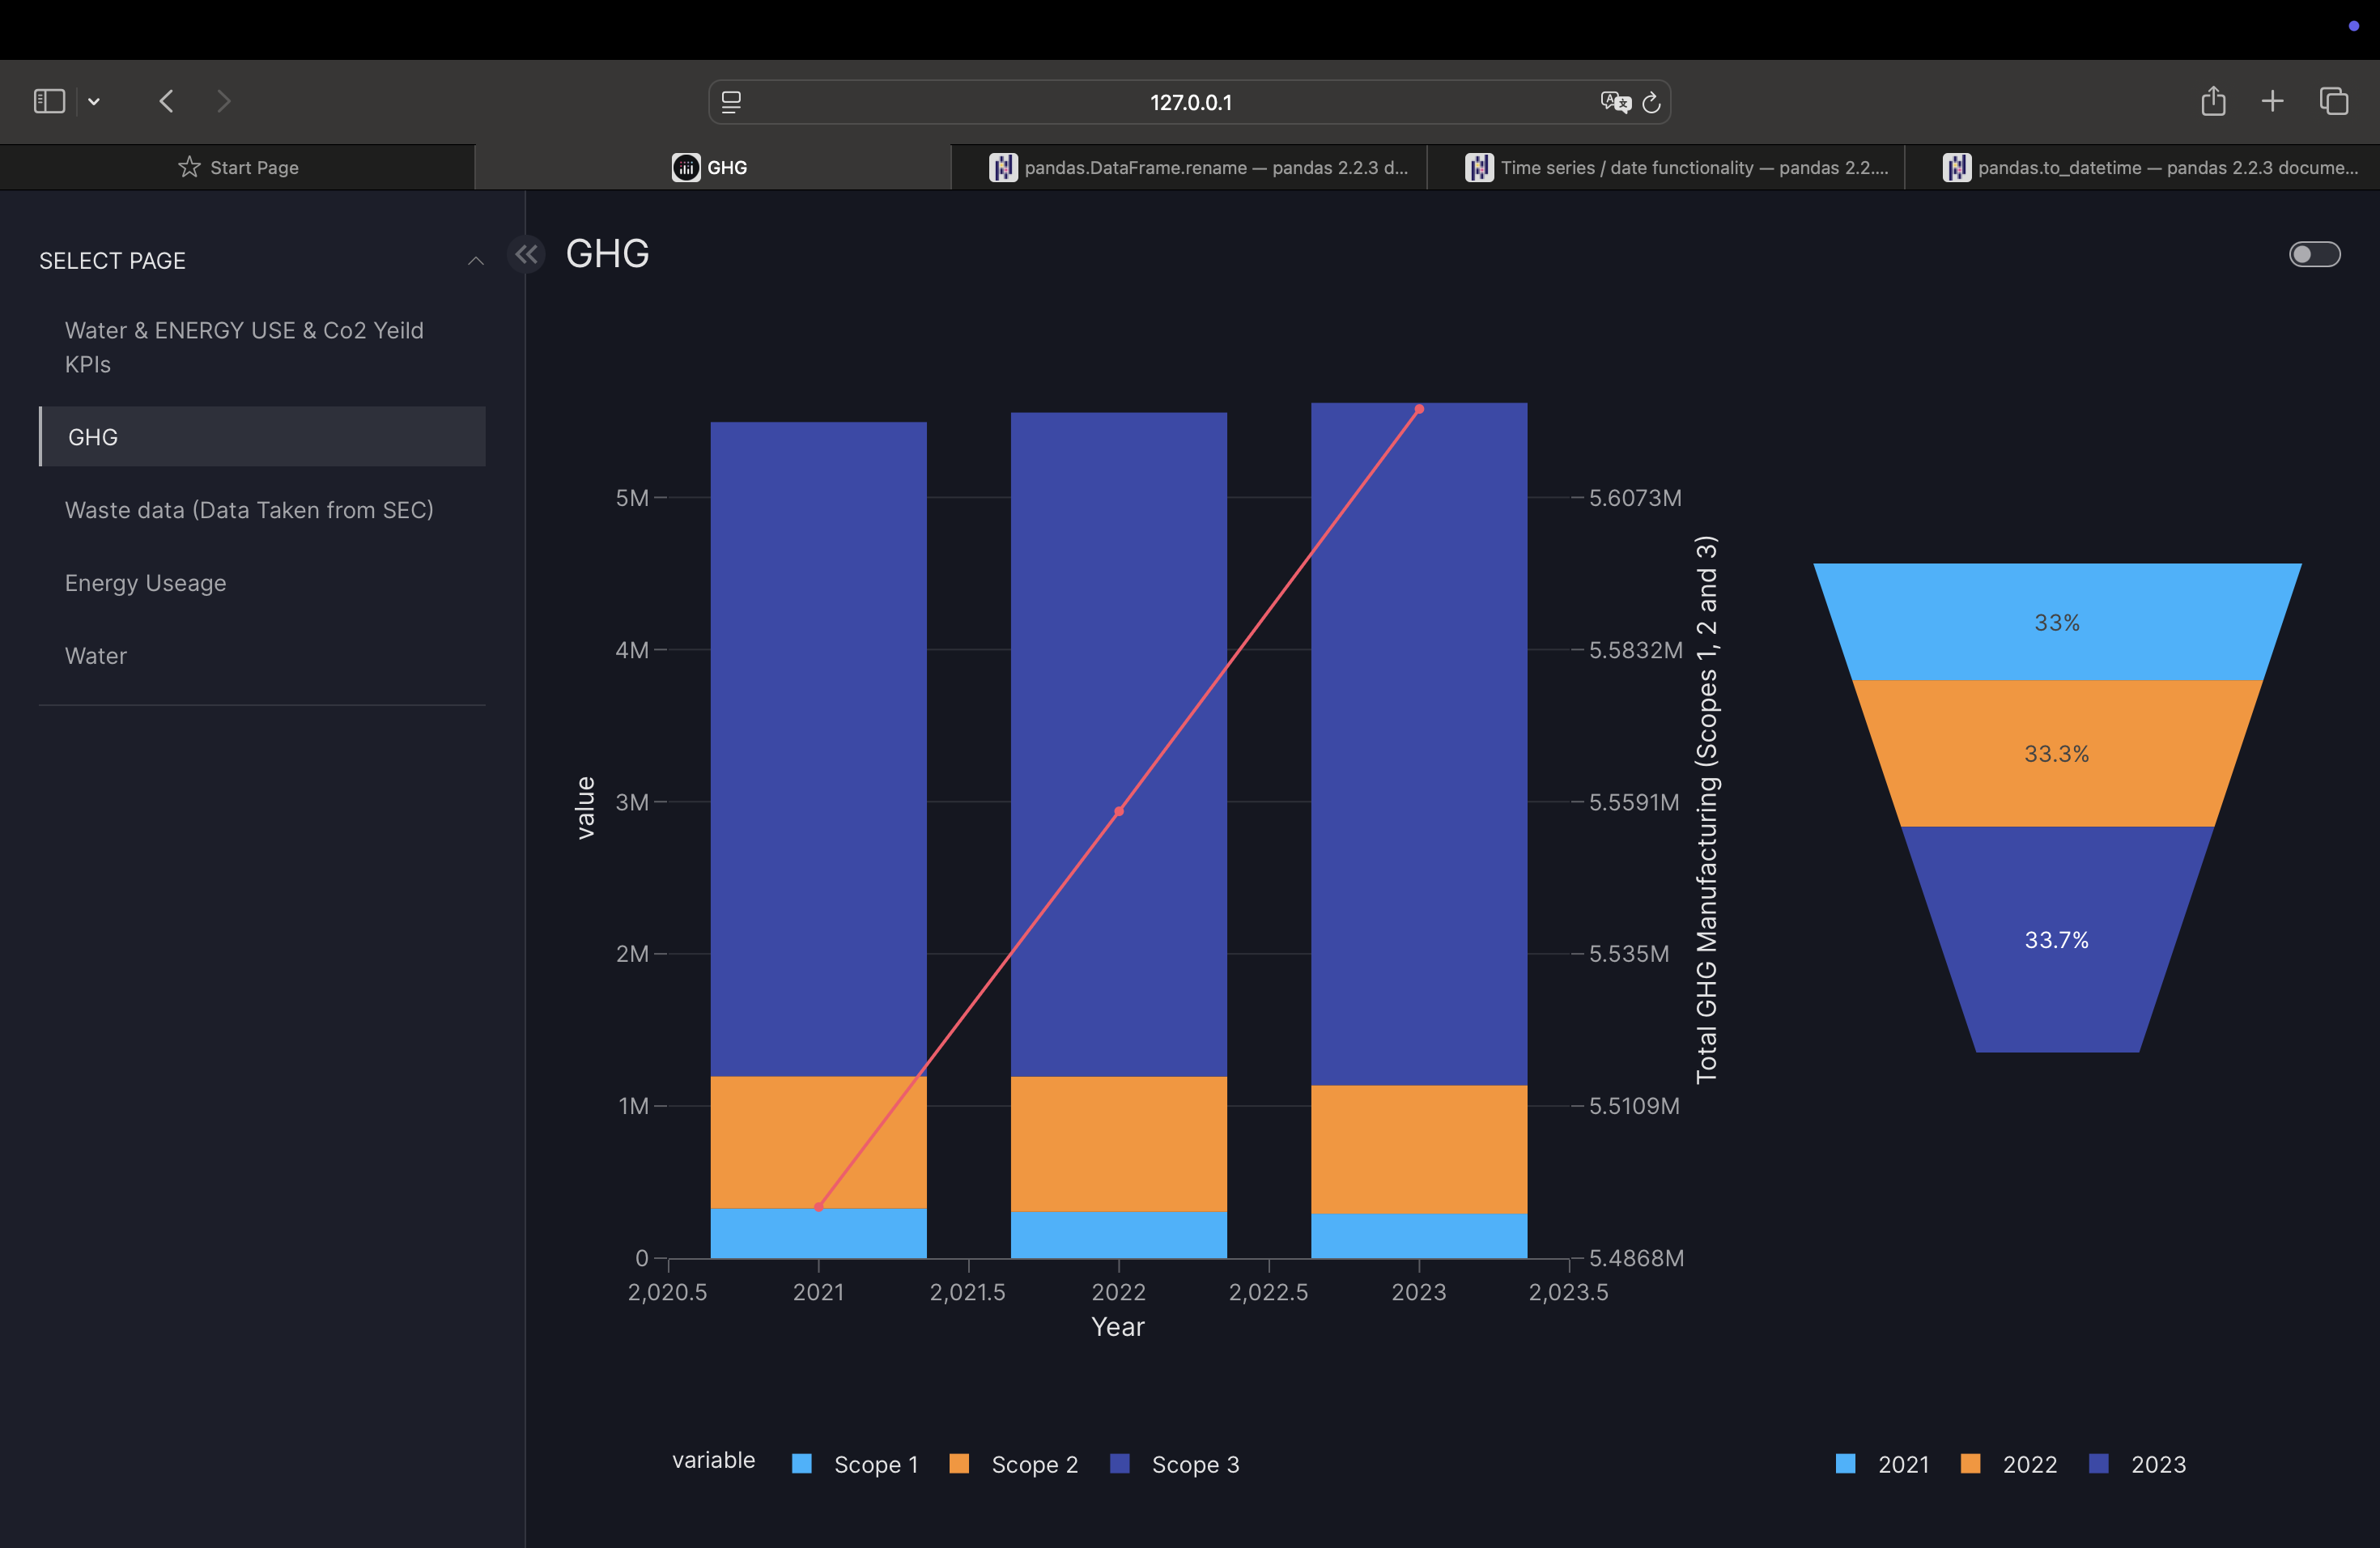 127.0.0.1
Start Page
GHG
pandas.DataFrame.rename — pandas 2.2.3 d...
Time series / date functionality — pandas 2.2....
pandas.to_datetime — pandas 2.2.3 docume...
SELECT PAGE
Water & ENERGY USE & Co2 Yeild
KPIs
GHG
Waste data (Data Taken from SEC)
Energy Useage
Water
GHG
value
5M
4M
3M
2M
1M
0
5.6073M
5.5832M
5.5591M
5.535M
5.5109M
5.4868M
Total GHG Manufacturing (Scopes 1, 2 and 3)
2,020.5
2021
2,021.5
2022
2,022.5
2023
2,023.5
Year
variable
Scope 1
Scope 2
Scope 3
33%
33.3%
33.7%
2021
2022
2023